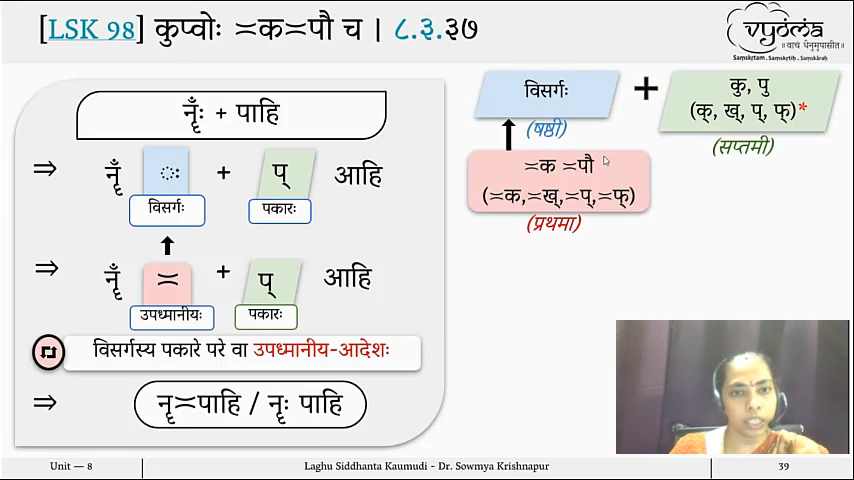 [LSK 98] कुप्वोः ≍क≍पौ च । ८.३.३७
vyoma
॥वाचं धेनुमुपासीत॥
Samskrtam, Samskrtih, Samskārāh
नॄँः + पाहि
⇒ नॄँ ः + प् आहि
विसर्गः पकारः
⇒ नॄँ ≍ + प् आहि
उपध्मानीयः पकारः
विसर्गस्य पकारे परे वा उपध्मानीय-आदेशः
⇒ नॄ≍पाहि / नॄः पाहि
विसर्गः + कु, पु
(क्, ख्, प्, फ्)*
(षष्ठी) (सप्तमी)
≍क ≍पौ
(≍क,≍ख्,≍प्,≍फ्)
(प्रथमा)
Unit — 8 Laghu Siddhanta Kaumudi - Dr. Sowmya Krishnapur 39